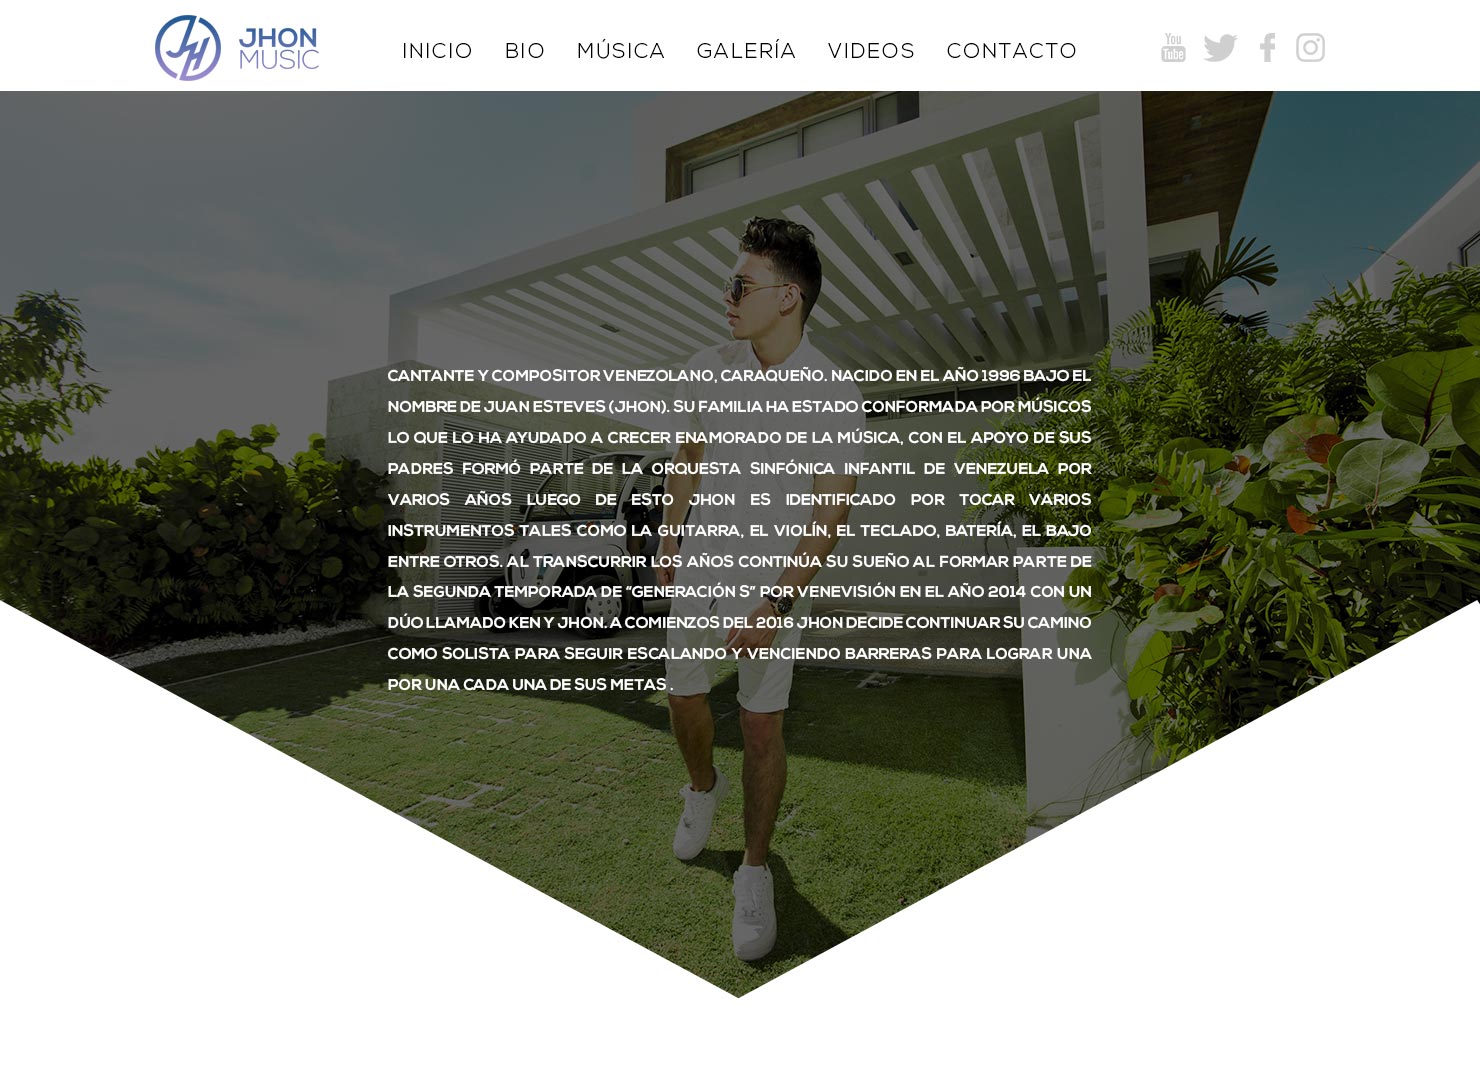 JHON
MUSIC
INICIO BIO MÚSICA GALERÍA VIDEOS CONTACTO
You
Tube
CANTANTE Y COMPOSITOR VENEZOLANO, CARAQUEÑO. NACIDO EN EL AÑO 1996 BAJO EL
NOMBRE DE JUAN ESTEVES (JHON). SU FAMILIA HA ESTADO CONFORMADA POR MÚSICOS
LO QUE LO HA AYUDADO A CRECER ENAMORADO DE LA MÚSICA, CON EL APOYO DE SUS
PADRES FORMÓ PARTE DE LA ORQUESTA SINFÓNICA INFANTIL DE VENEZUELA POR
VARIOS AÑOS LUEGO DE ESTO JHON ES IDENTIFICADO POR TOCAR VARIOS
INSTRUMENTOS TALES COMO LA GUITARRA, EL VIOLÍN, EL TECLADO, BATERÍA, EL BAJO
ENTRE OTROS. AL TRANSCURRIR LOS AÑOS CONTINÚA SU SUEÑO AL FORMAR PARTE DE
LA SEGUNDA TEMPORADA DE "GENERACIÓN S" POR VENEVISIÓN EN EL AÑO 2014 CON UN
DÚO LLAMADO KEN Y JHON. A COMIENZOS DEL 2016 JHON DECIDE CONTINUAR SU CAMINO
COMO SOLISTA PARA SEGUIR ESCALANDO Y VENCIENDO BARRERAS PARA LOGRAR UNA
POR UNA CADA UNA DE SUS METAS .